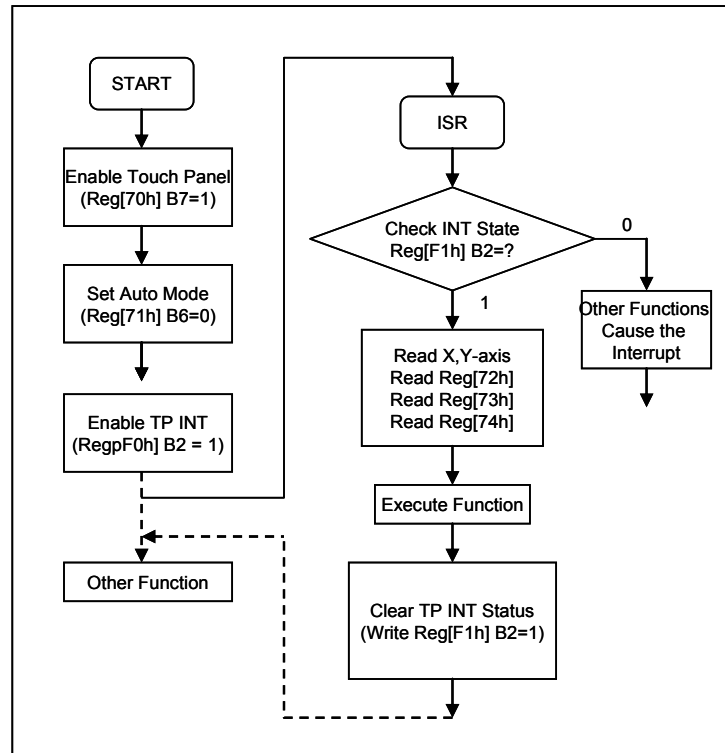 START
Enable Touch Panel
(Reg[70h] B7=1)
Set Auto Mode
(Reg[71h] B6=0)
Enable TP INT
(RegpF0h] B2 = 1)
Other Function
ISR
Check INT State
Reg[F1h] B2=?
0
1
Other Functions
Cause the
Interrupt
Read X,Y-axis
Read Reg[72h]
Read Reg[73h]
Read Reg[74h]
Execute Function
Clear TP INT Status
(Write Reg[F1h] B2=1)